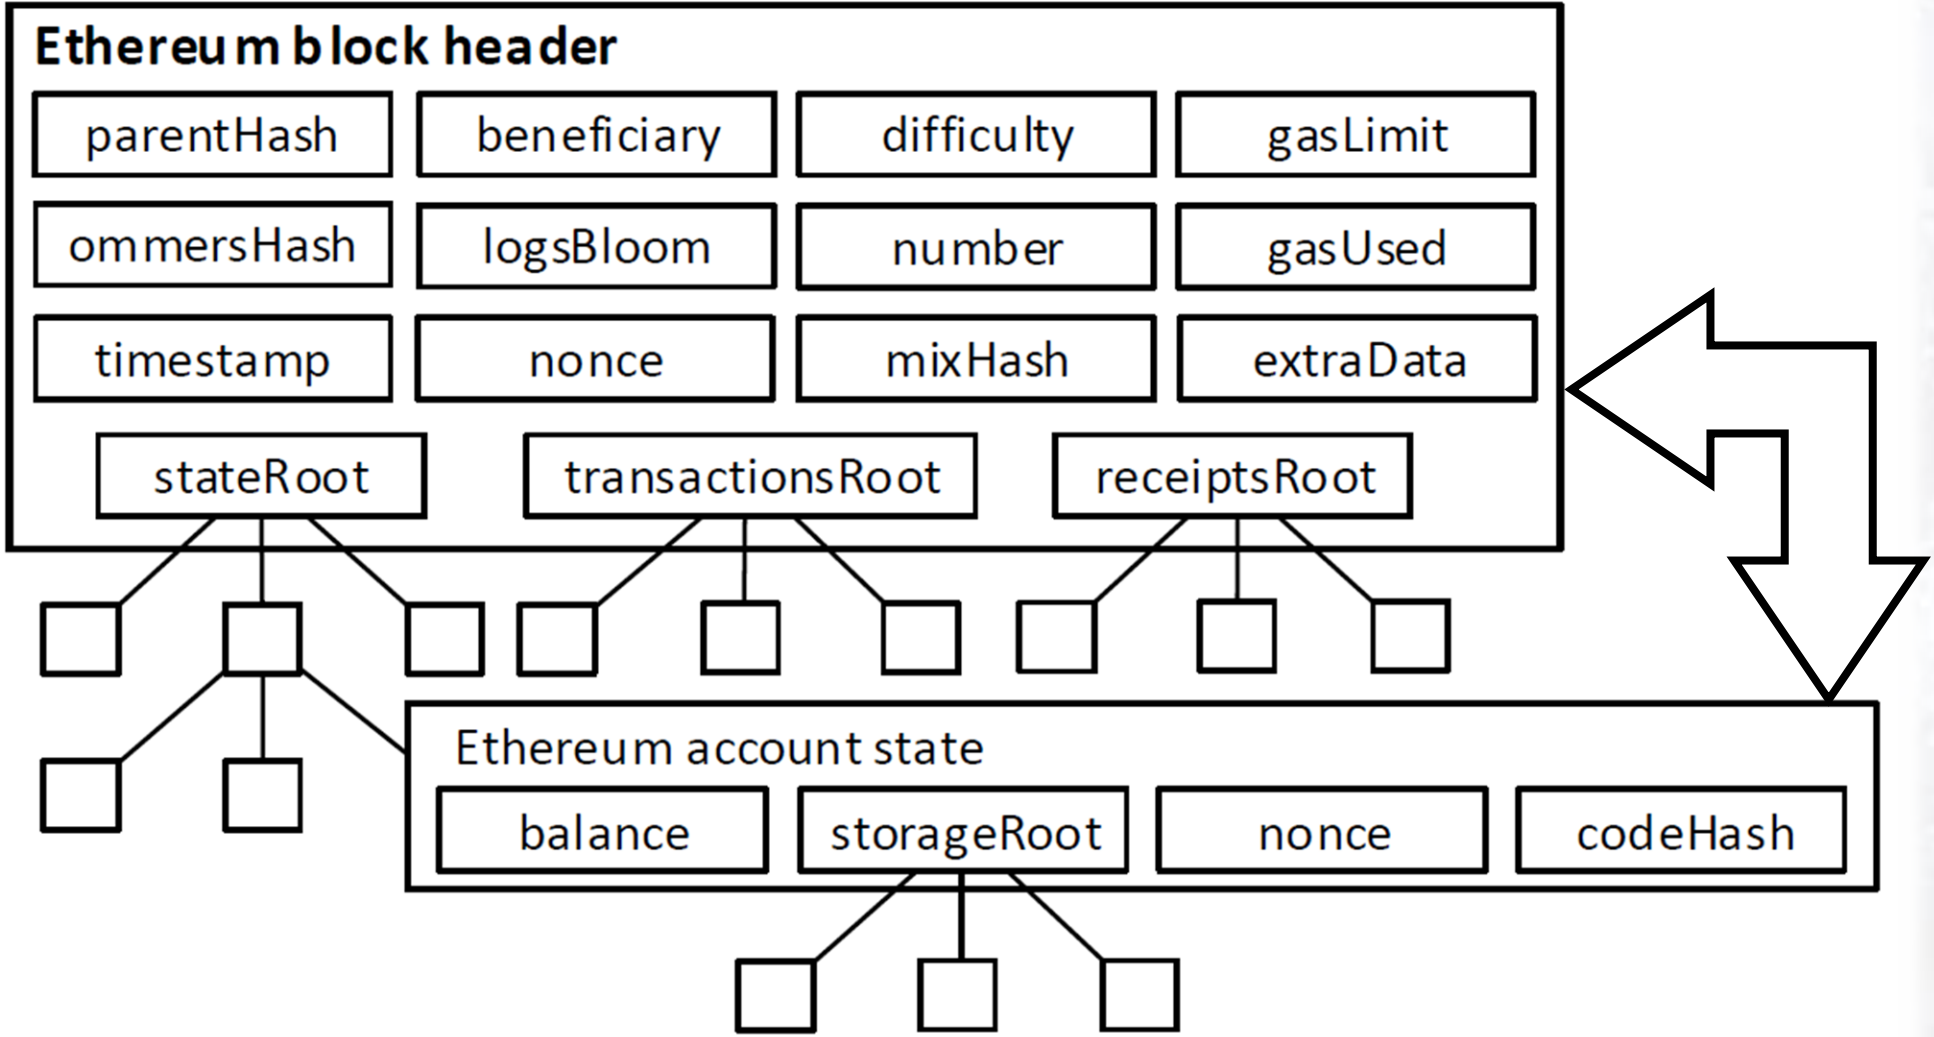 Ethereum block header
parentHash beneficiary difficulty gasLimit
ommersHash logsBloom number gasUsed
timestamp nonce mixHash extraData
stateRoot transactionsRoot receiptsRoot
Ethereum account state
balance storageRoot nonce codeHash